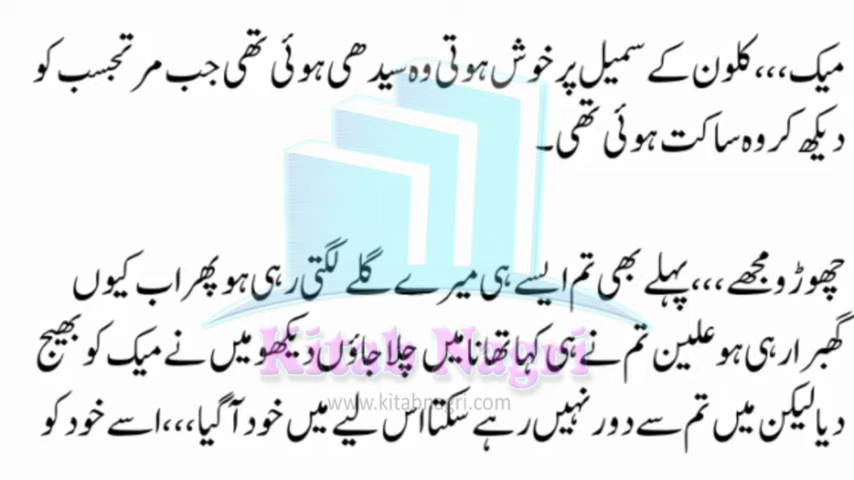 میک،،،کلون کے سمیل پر خوش ہوتی وہ سیدھی ہوئی تھی جب مرتجسب کو
دیکھ کر وہ ساکت ہوئی تھی۔
چھوڑو مجھے،،،پہلے بھی تم ایسے ہی میرے گلے لگتی رہی ہو پھر اب کیوں
گھبرا رہی ہو علین تم نے ہی کہا تھا نا میں چلا جاؤں دیکھو میں نے میک کو بھیج
دیا لیکن میں تم سے دور نہیں رہے سکتا اس لیے میں خود آ گیا،،،اسے خود کو
Kitab Nagri
www.kitabnagri.com